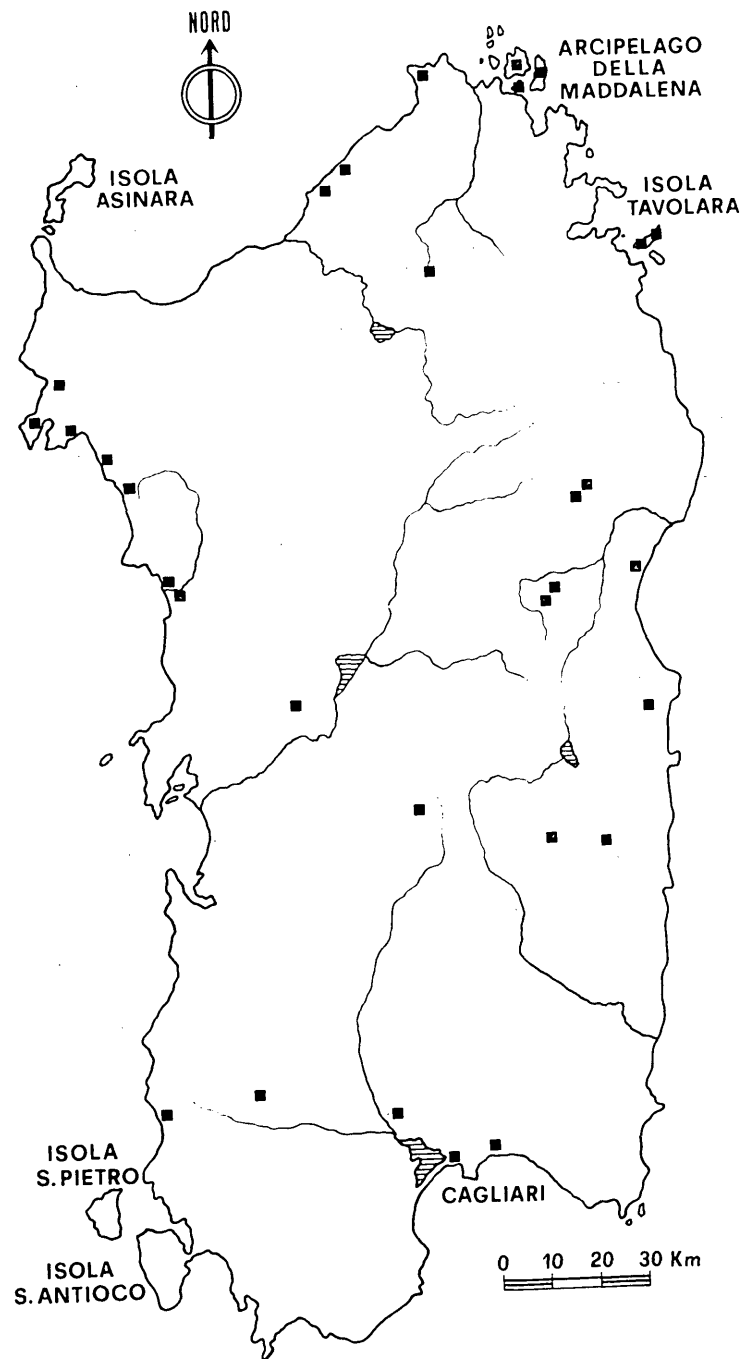 NORD
ARCIPELAGO
DELLA
MADDALENA
ISOLA
ASINARA
ISOLA
TAVOLARA
ISOLA
S. PIETRO
CAGLIARI
ISOLA
S. ANTIOCO
0 10 20 30 Km